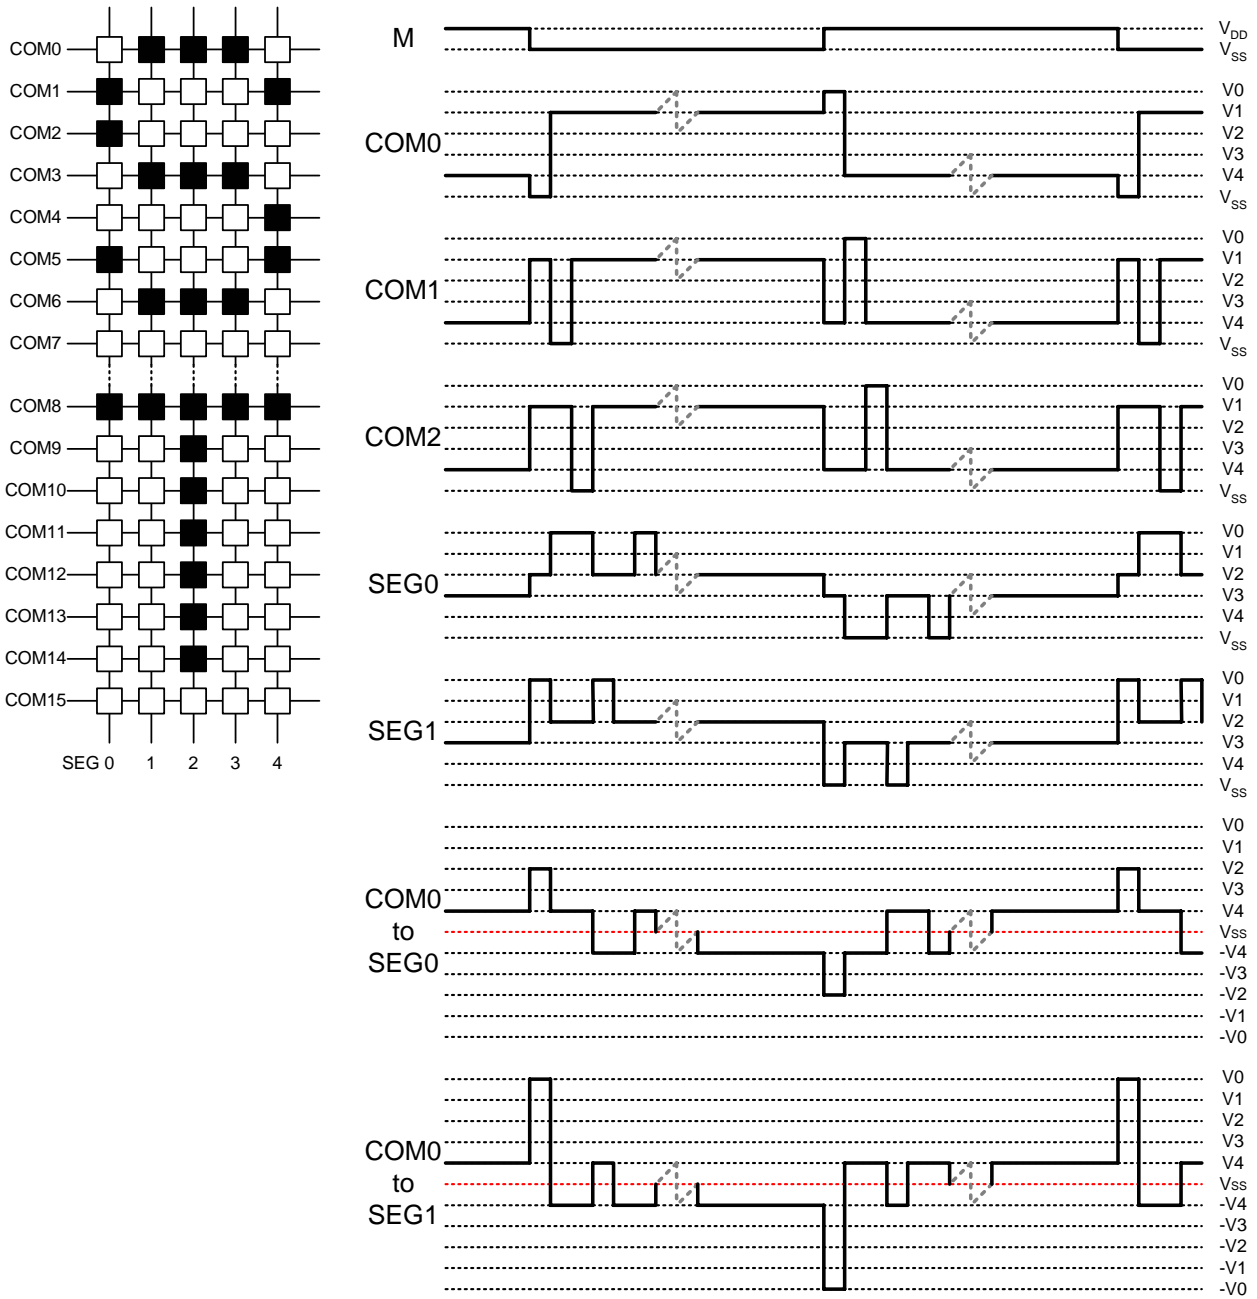 COM0
COM1
COM2
COM3
COM4
COM5
COM6
COM7
COM8
COM9
COM10
COM11
COM12
COM13
COM14
COM15
SEG 0 1 2 3 4
M
VDD
VSS
COM0
V0
V1
V2
V3
V4
VSS
COM1
V0
V1
V2
V3
V4
VSS
COM2
V0
V1
V2
V3
V4
VSS
SEG0
V0
V1
V2
V3
V4
VSS
SEG1
V0
V1
V2
V3
V4
VSS
COM0
to
SEG0
V0
V1
V2
V3
V4
VSS
-V4
-V3
-V2
-V1
-V0
COM0
to
SEG1
V0
V1
V2
V3
V4
VSS
-V4
-V3
-V2
-V1
-V0